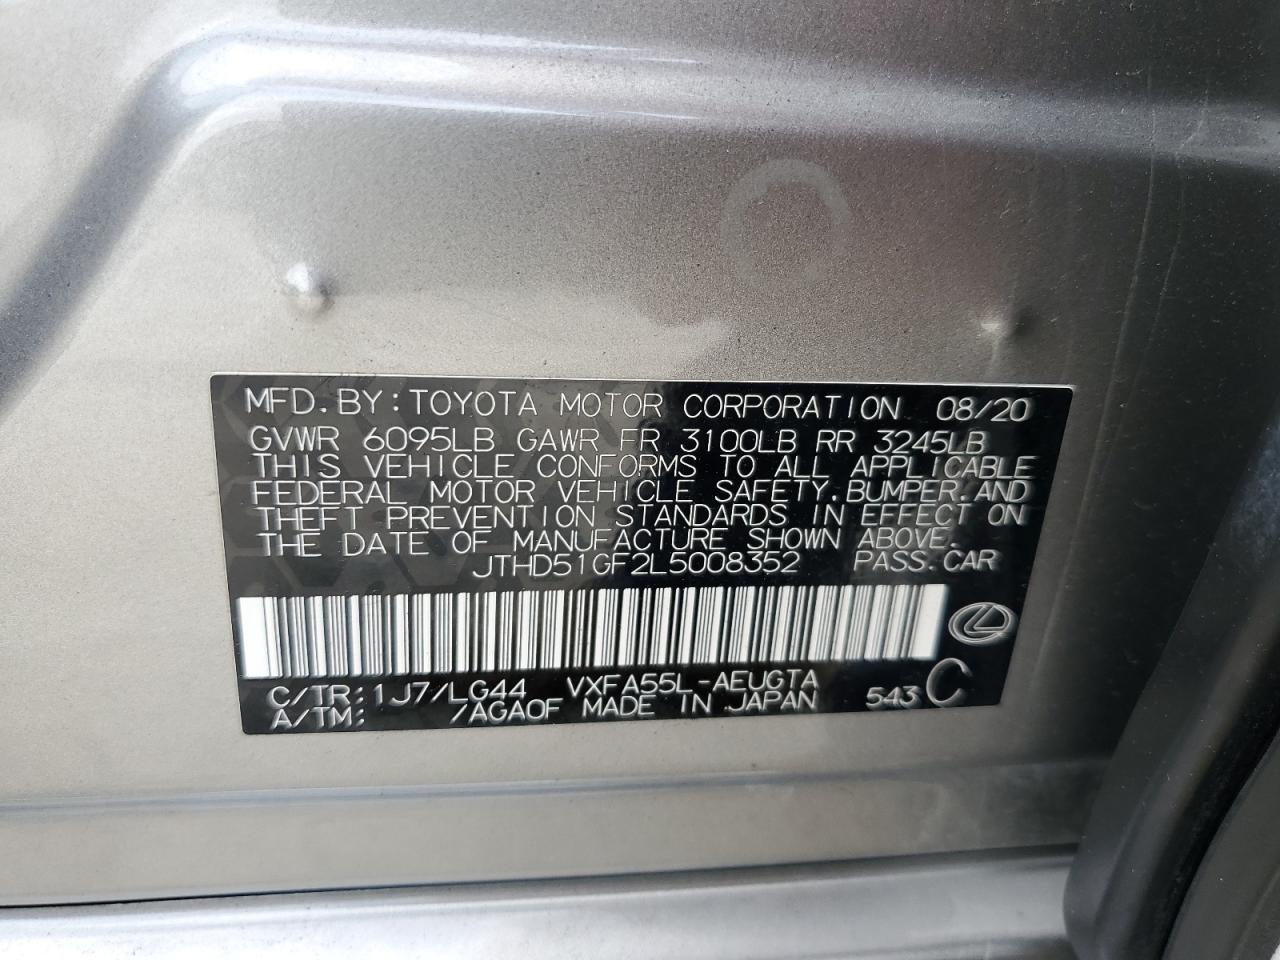 MFD.BY:TOYOTA MOTOR CORPORATION 08/20
GVWR 6095LB GAWR FR 3100LB RR 3245LB
THIS VEHICLE CONFORMS TO ALL APPLICABLE
FEDERAL MOTOR VEHICLE SAFETY,BUMPER,AND
THEFT PREVENTION STANDARDS IN EFFECT ON
THE DATE OF MANUFACTURE SHOWN ABOVE.
JTHD51GF2L5008352 PASS.CAR
C/TR:1J7/LG44 VXFA55L-AEUGTA
A/TM: /AGA0F MADE IN JAPAN 543 C